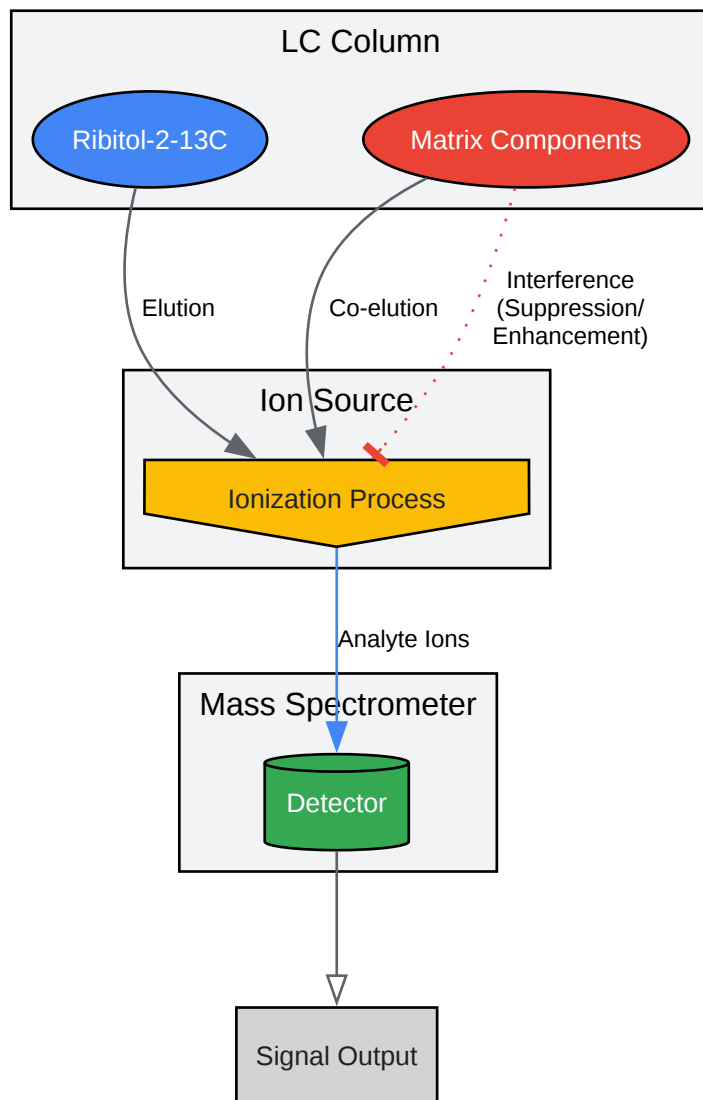 LC Column
Ribitol-2-13C
Matrix Components
Elution
Co-elution
Interference
(Suppression/
Enhancement)
Ion Source
Ionization Process
Analyte Ions
Mass Spectrometer
Detector
Signal Output